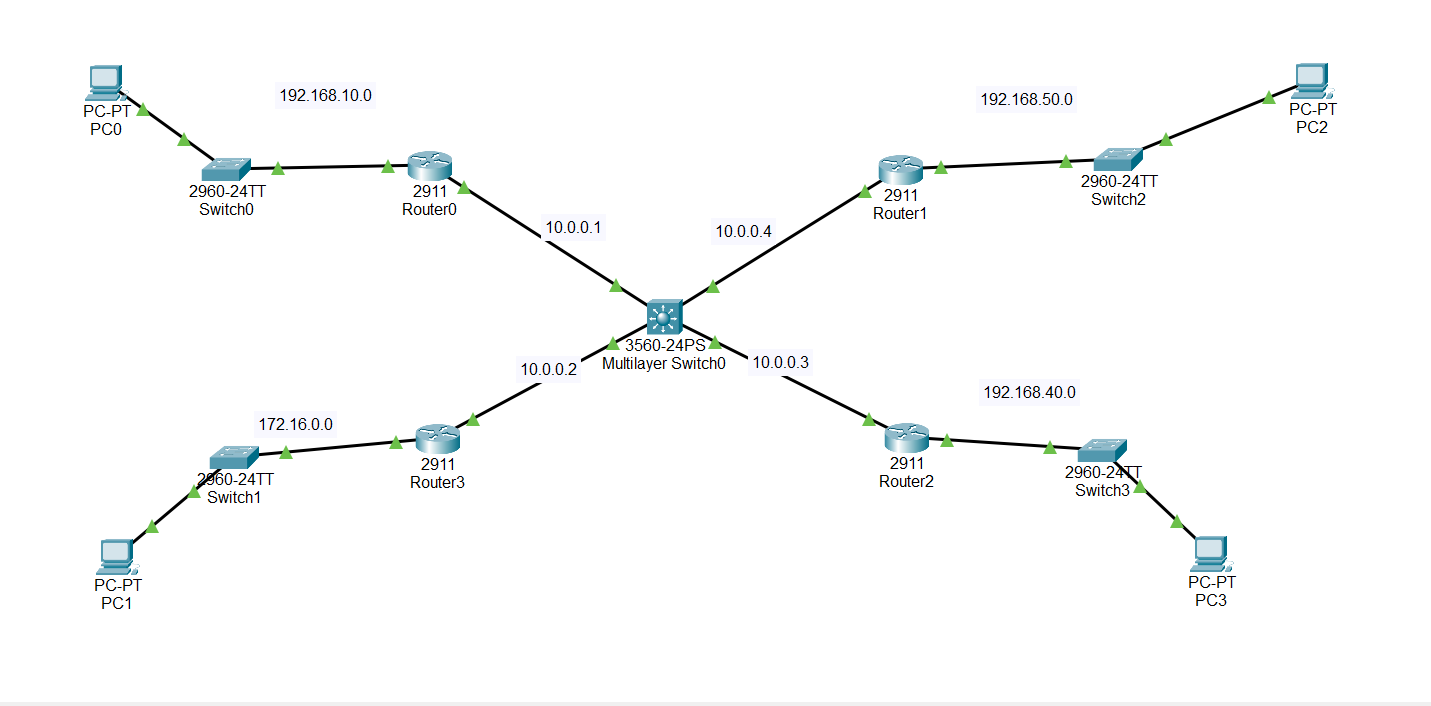 192.168.10.0
192.168.50.0
PC-PT
PC0
PC-PT
PC2
2960-24TT
Switch0
2911
Router0
2911
Router1
2960-24TT
Switch2
10.0.0.1
10.0.0.4
3560-24PS
Multilayer Switch0
10.0.0.2
10.0.0.3
192.168.40.0
172.16.0.0
2960-24TT
Switch1
2911
Router3
2911
Router2
2960-24TT
Switch3
PC-PT
PC1
PC-PT
PC3